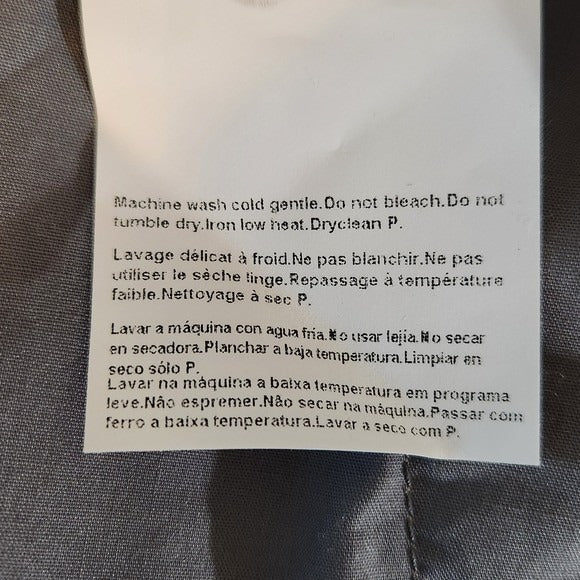 Machine wash cold gentle.Do not bleach.Do not
tumble dry.Iron low heat.Dryclean P.
Lavage délicat à froid.Ne pas blanchir.Ne pas
utiliser le sèche linge.Repassage à température
faible.Nettoyage à sec P.
Lavar a máquina con agua fría.No usar lejía.No secar
en secadora.Planchar a baja temperatura.Limpiar en
seco sólo P.
Lavar na máquina a baixa temperatura em programa
leve.Não espremer.Não secar na máquina.Passar com
ferro a baixa temperatura.Lavar a seco com P.